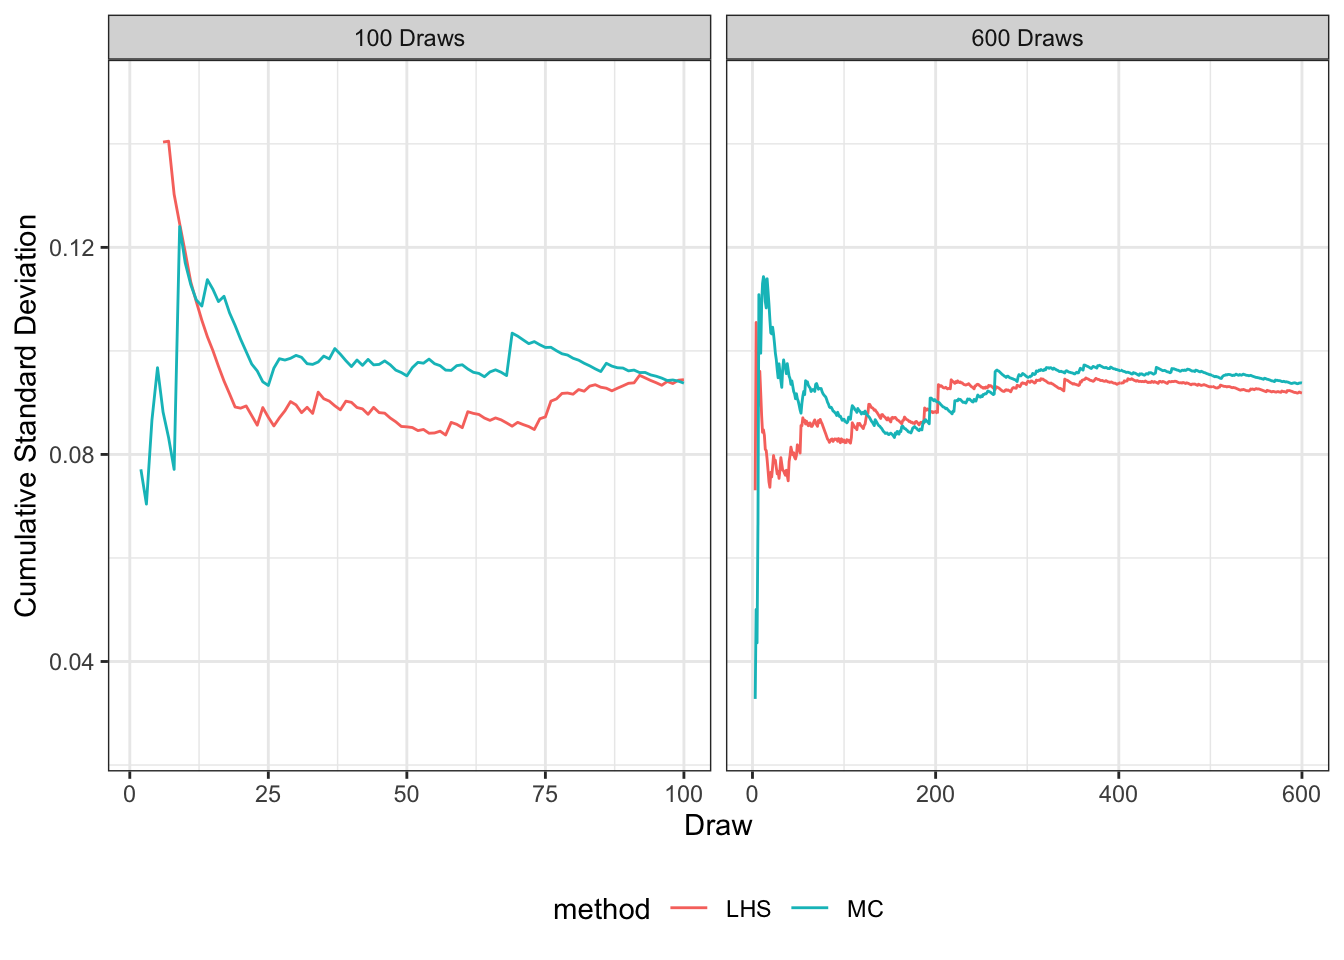 100 Draws
600 Draws
Cumulative Standard Deviation
0.12
0.08
0.04
0 25 50 75 100
0 200 400 600
Draw
method LHS MC